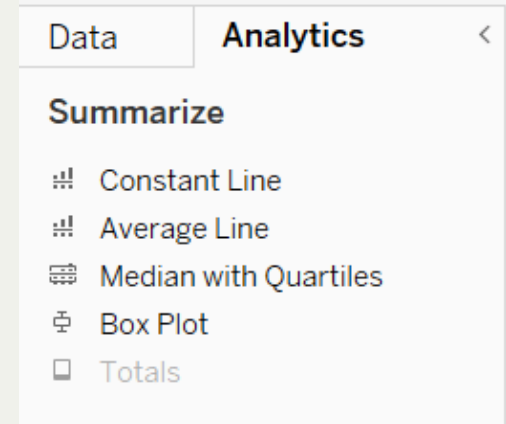 Data Analytics <
Summarize
Constant Line
Average Line
Median with Quartiles
Box Plot
Totals